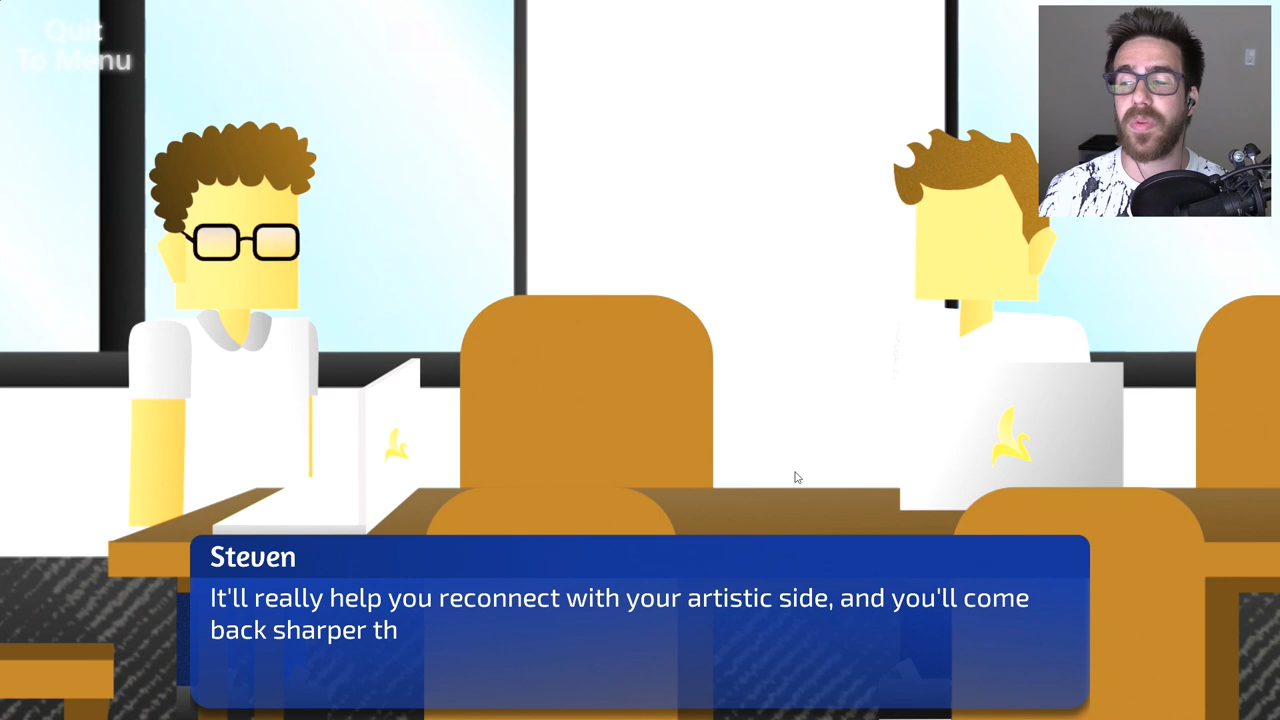 Quit
To Menu
Steven
It'll really help you reconnect with your artistic side, and you'll come
back sharper th